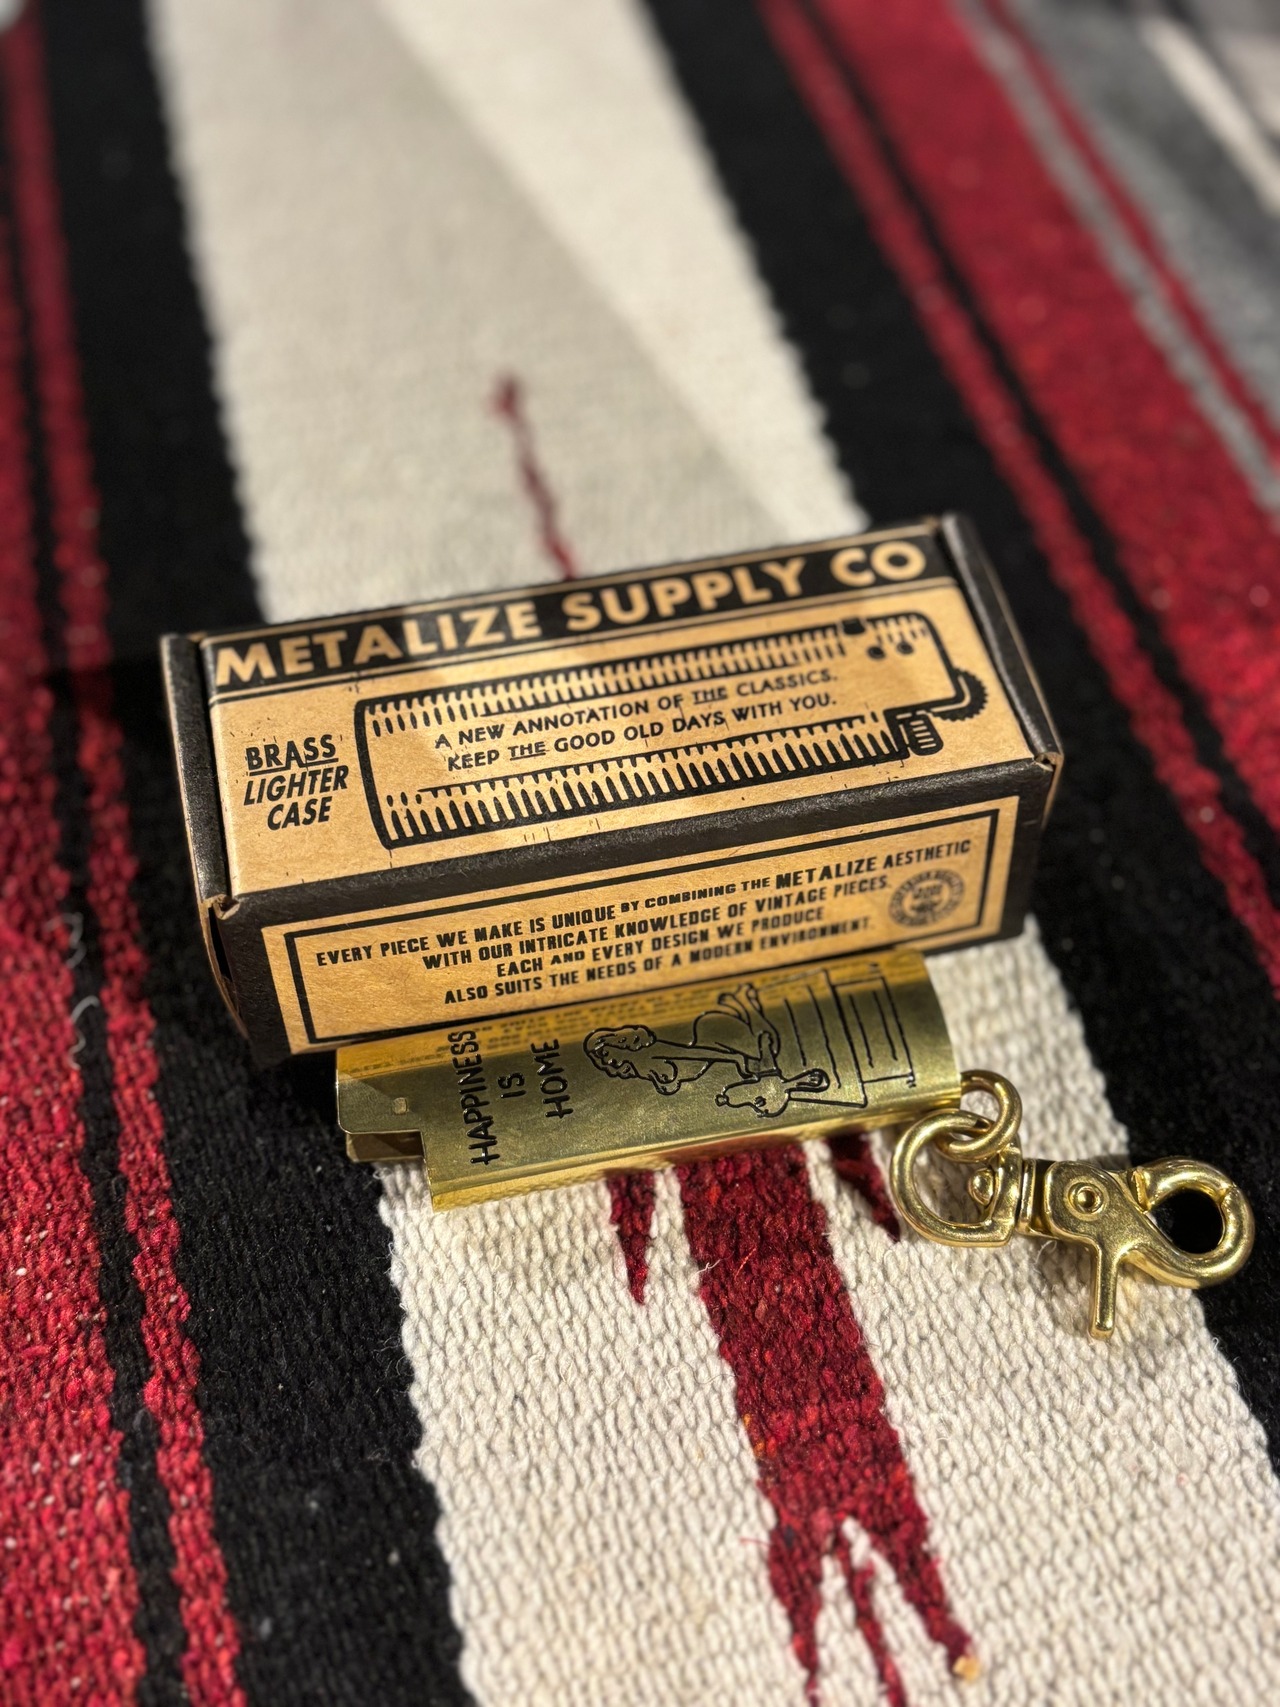 METALIZE SUPPLY CO
BRASS
LIGHTER
CASE
A NEW ANNOTATION OF THE CLASSICS.
KEEP THE GOOD OLD DAYS WITH YOU.
EVERY PIECE WE MAKE IS UNIQUE BY COMBINING THE METALIZE AESTHETIC
WITH OUR INTRICATE KNOWLEDGE OF VINTAGE PIECES.
EACH AND EVERY DESIGN WE PRODUCE
ALSO SUITS THE NEEDS OF A MODERN ENVIRONMENT.
HAPPINESS
IS
HOME